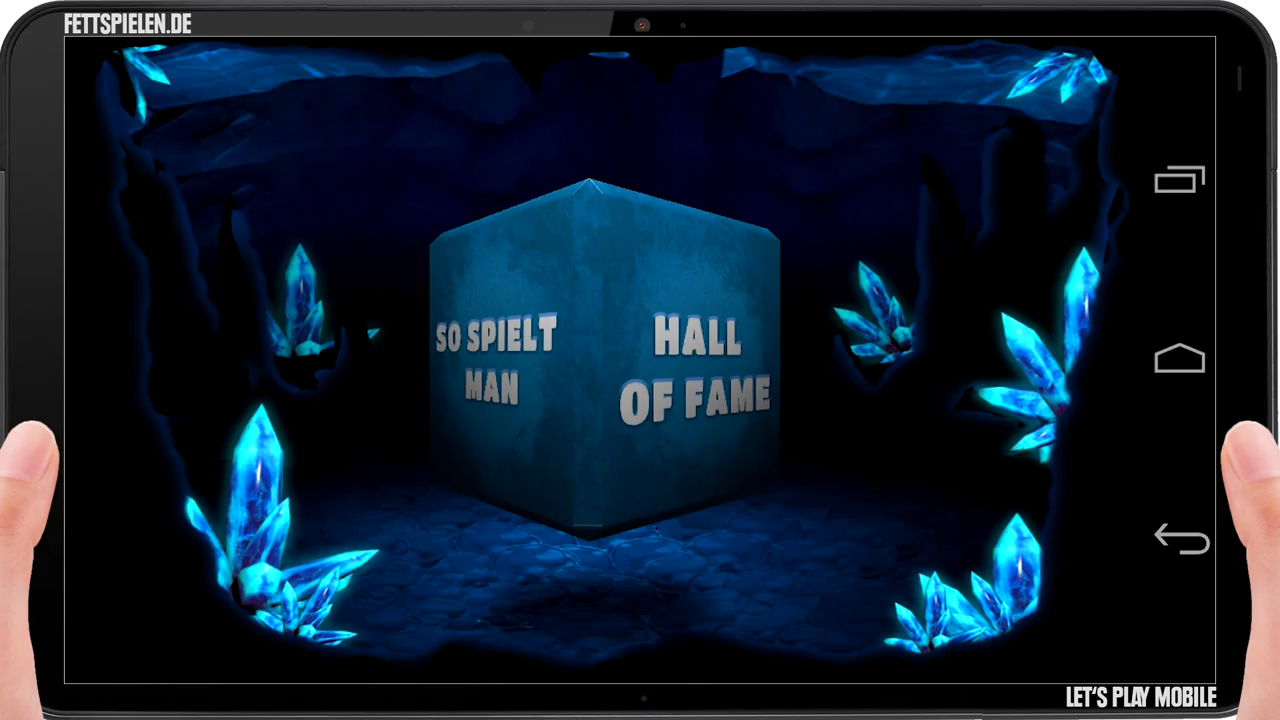 FETTSPIELEN.DE
SO SPIELT
MAN
HALL
OF FAME
LET'S PLAY MOBILE